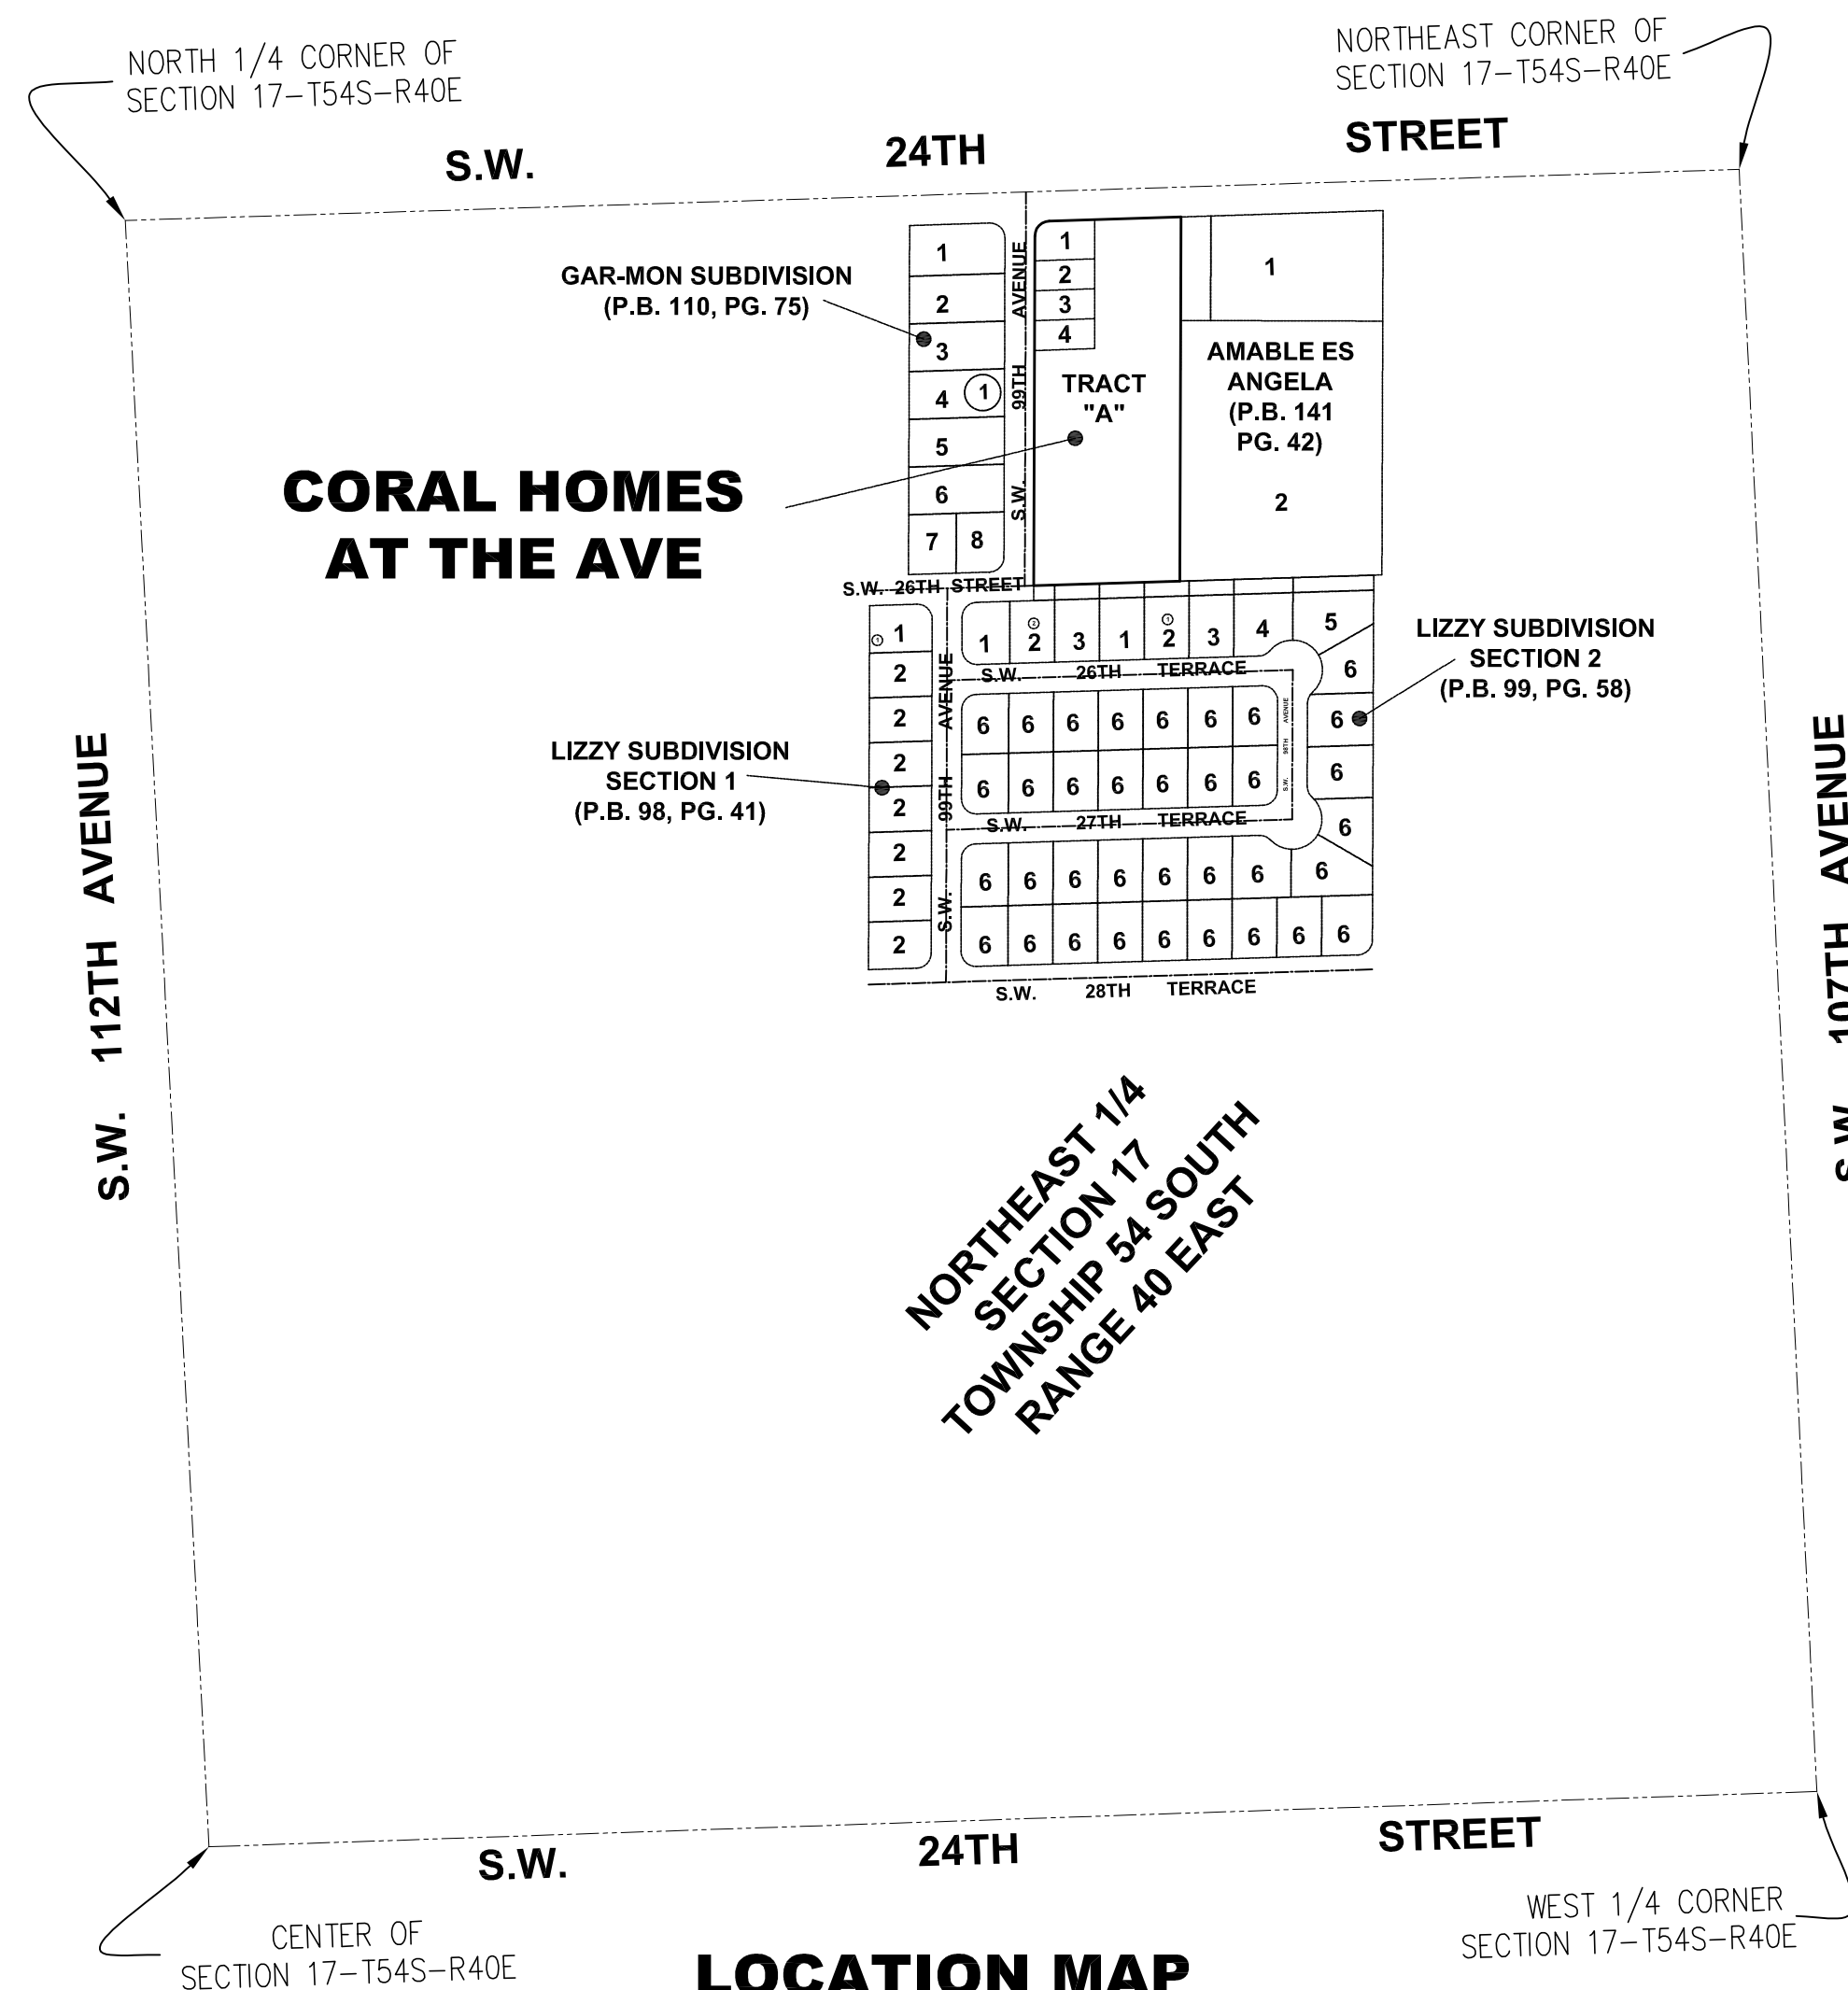 NORTH 1/4 CORNER OF
SECTION 17-T54S-R40E
NORTHEAST CORNER OF
SECTION 17-T54S-R40E
S.W. 24TH STREET
GAR-MON SUBDIVISION
(P.B. 110, PG. 75)
1
2
3
4 1
5
6
7 8
S.W. 99TH AVENUE
1
2
3
4
TRACT
"A"
1
AMABLE ES
ANGELA
(P.B. 141
PG. 42)
2
CORAL HOMES
AT THE AVE
S.W. 26TH STREET
1 1
2
2
2
2
2
2
2
LIZZY SUBDIVISION
SECTION 1
(P.B. 98, PG. 41)
S.W. 99TH AVENUE
2 1
1 2 3 1 2 3 4 5
6
S.W. 26TH TERRACE
LIZZY SUBDIVISION
SECTION 2
(P.B. 99, PG. 58)
6 6 6 6 6 6 6
6
S.W. 98TH AVENUE
6 6 6 6 6 6 6
6
S.W. 27TH TERRACE
6
6 6 6 6 6 6 6 6
6 6 6 6 6 6 6 6 6
S.W. 28TH TERRACE
S.W. 112TH AVENUE
S.W. 107TH AVENUE
NORTHEAST 1/4
SECTION 17
TOWNSHIP 54 SOUTH
RANGE 40 EAST
S.W. 24TH STREET
CENTER OF
SECTION 17-T54S-R40E
WEST 1/4 CORNER
SECTION 17-T54S-R40E
LOCATION MAP